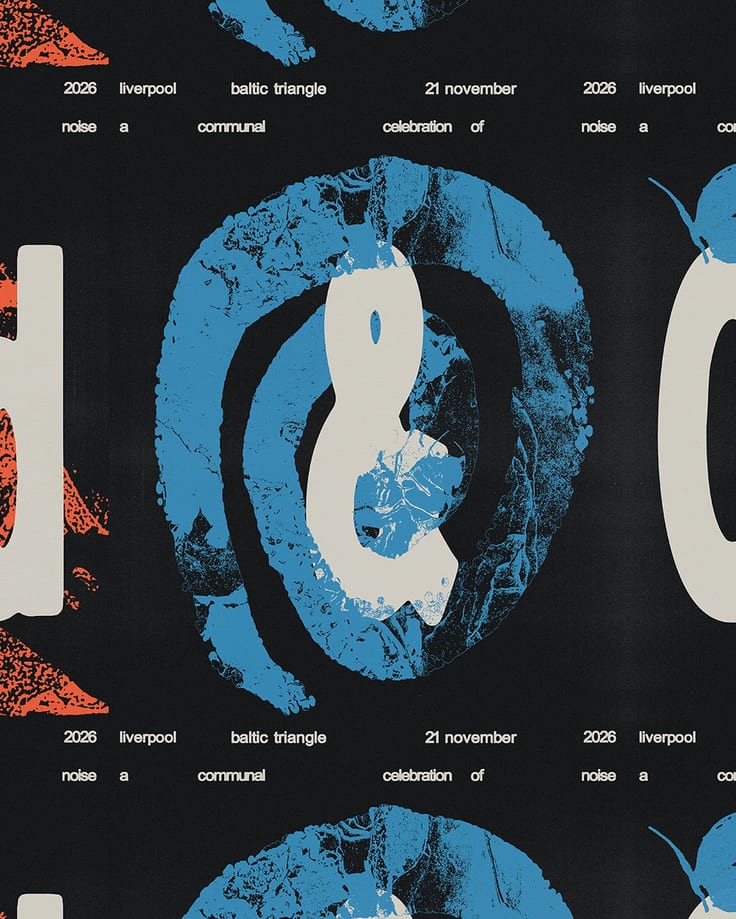 2026 liverpool baltic triangle 21 november 2026 liverpool
noise a communal celebration of noise a
d &
2026 liverpool baltic triangle 21 november 2026 liverpool
noise a communal celebration of noise a